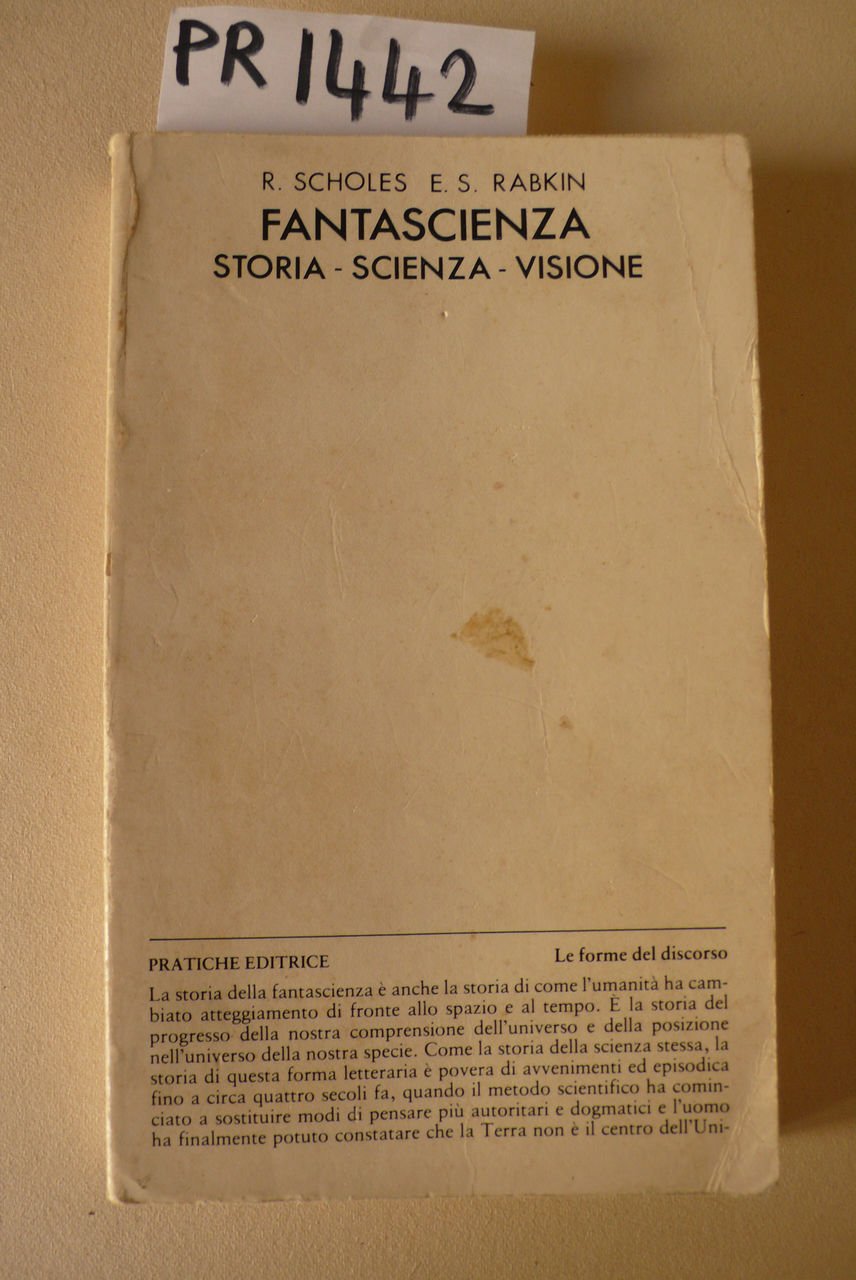 PR 1442
R. SCHOLES E. S. RABKIN
FANTASCIENZA
STORIA - SCIENZA - VISIONE
PRATICHE EDITRICE
Le forme del discorso
La storia della fantascienza è anche la storia di come l'umanità ha cam-
biato atteggiamento di fronte allo spazio e al tempo. È la storia del
progresso della nostra comprensione dell'universo e della posizione
nell'universo della nostra specie. Come la storia della scienza stessa, la
storia di questa forma letteraria è povera di avvenimenti ed episodica
fino a circa quattro secoli fa, quando il metodo scientifico ha comin-
ciato a sostituire modi di pensare più autoritari e dogmatici e l'uomo
ha finalmente potuto constatare che la Terra non è il centro dell'Uni-